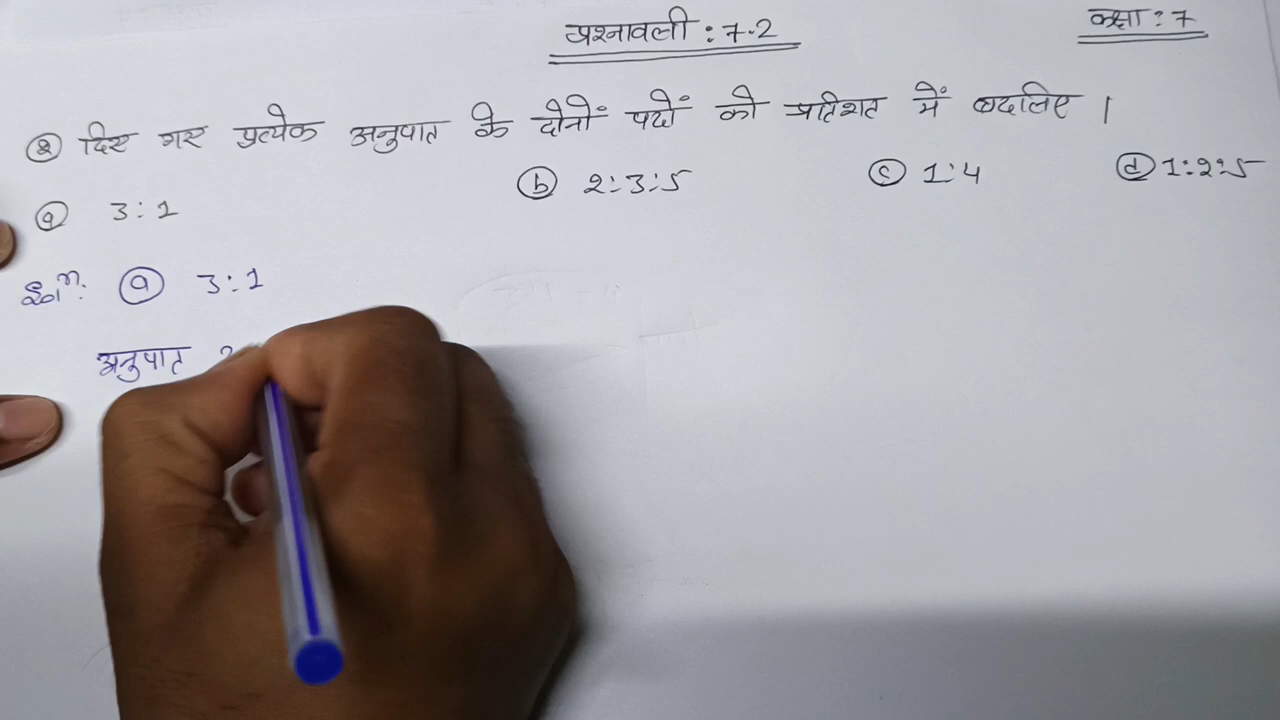 प्रश्नावली : 7.2
कक्षा : 7
② दिए गए प्रत्येक अनुपात के दोनों पदों को प्रतिशत में बदलिए ।
ⓐ 3:1 ⓑ 2:3:5 ⓒ 1:4 ⓓ 1:2:5
Solⁿ: ⓐ 3:1
अनुपात